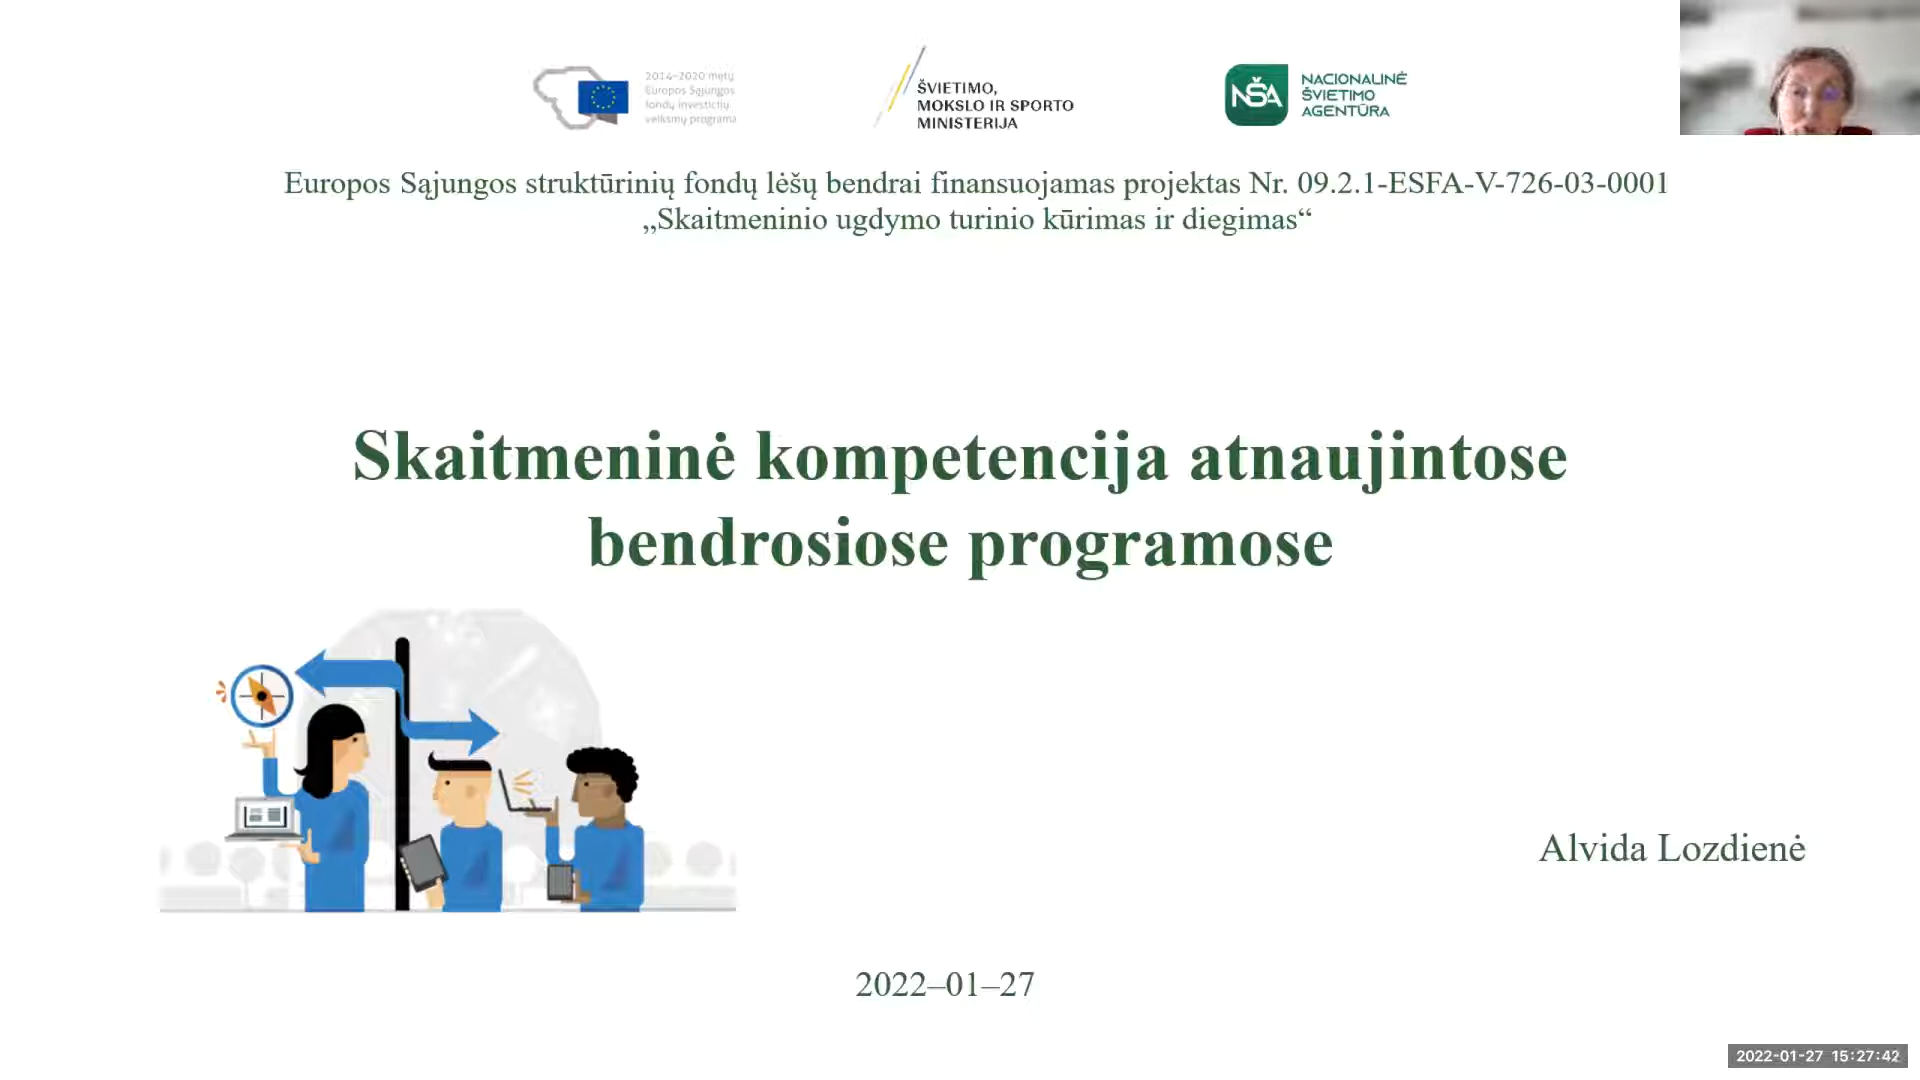 2014–2020 metų
Europos Sąjungos
fondų investicijų
veiksmų programa
ŠVIETIMO,
MOKSLO IR SPORTO
MINISTERIJA
NŠA
NACIONALINĖ
ŠVIETIMO
AGENTŪRA
Europos Sąjungos struktūrinių fondų lėšų bendrai finansuojamas projektas Nr. 09.2.1-ESFA-V-726-03-0001
„Skaitmeninio ugdymo turinio kūrimas ir diegimas“
Skaitmeninė kompetencija atnaujintose
bendrosiose programose
Alvida Lozdienė
2022–01–27
2022-01-27 15:27:42